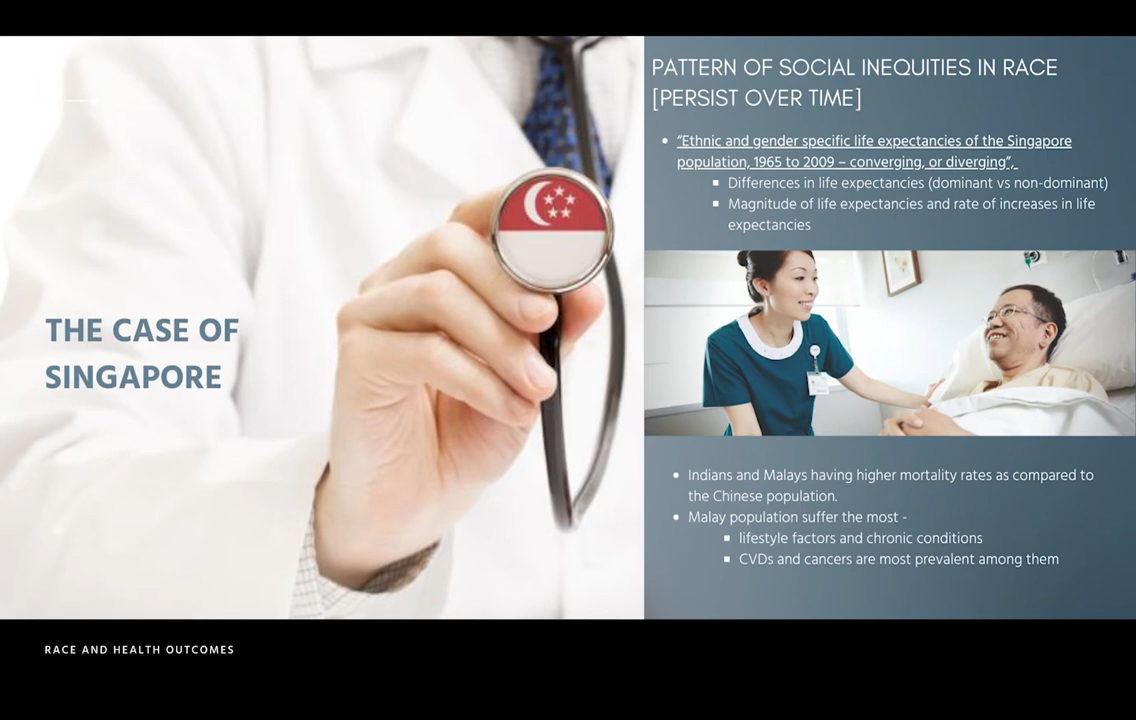 THE CASE OF
SINGAPORE
PATTERN OF SOCIAL INEQUITIES IN RACE
[PERSIST OVER TIME]
• “Ethnic and gender specific life expectancies of the Singapore
population, 1965 to 2009 – converging, or diverging”,
▪ Differences in life expectancies (dominant vs non-dominant)
▪ Magnitude of life expectancies and rate of increases in life
expectancies
• Indians and Malays having higher mortality rates as compared to
the Chinese population.
• Malay population suffer the most -
▪ lifestyle factors and chronic conditions
▪ CVDs and cancers are most prevalent among them
RACE AND HEALTH OUTCOMES